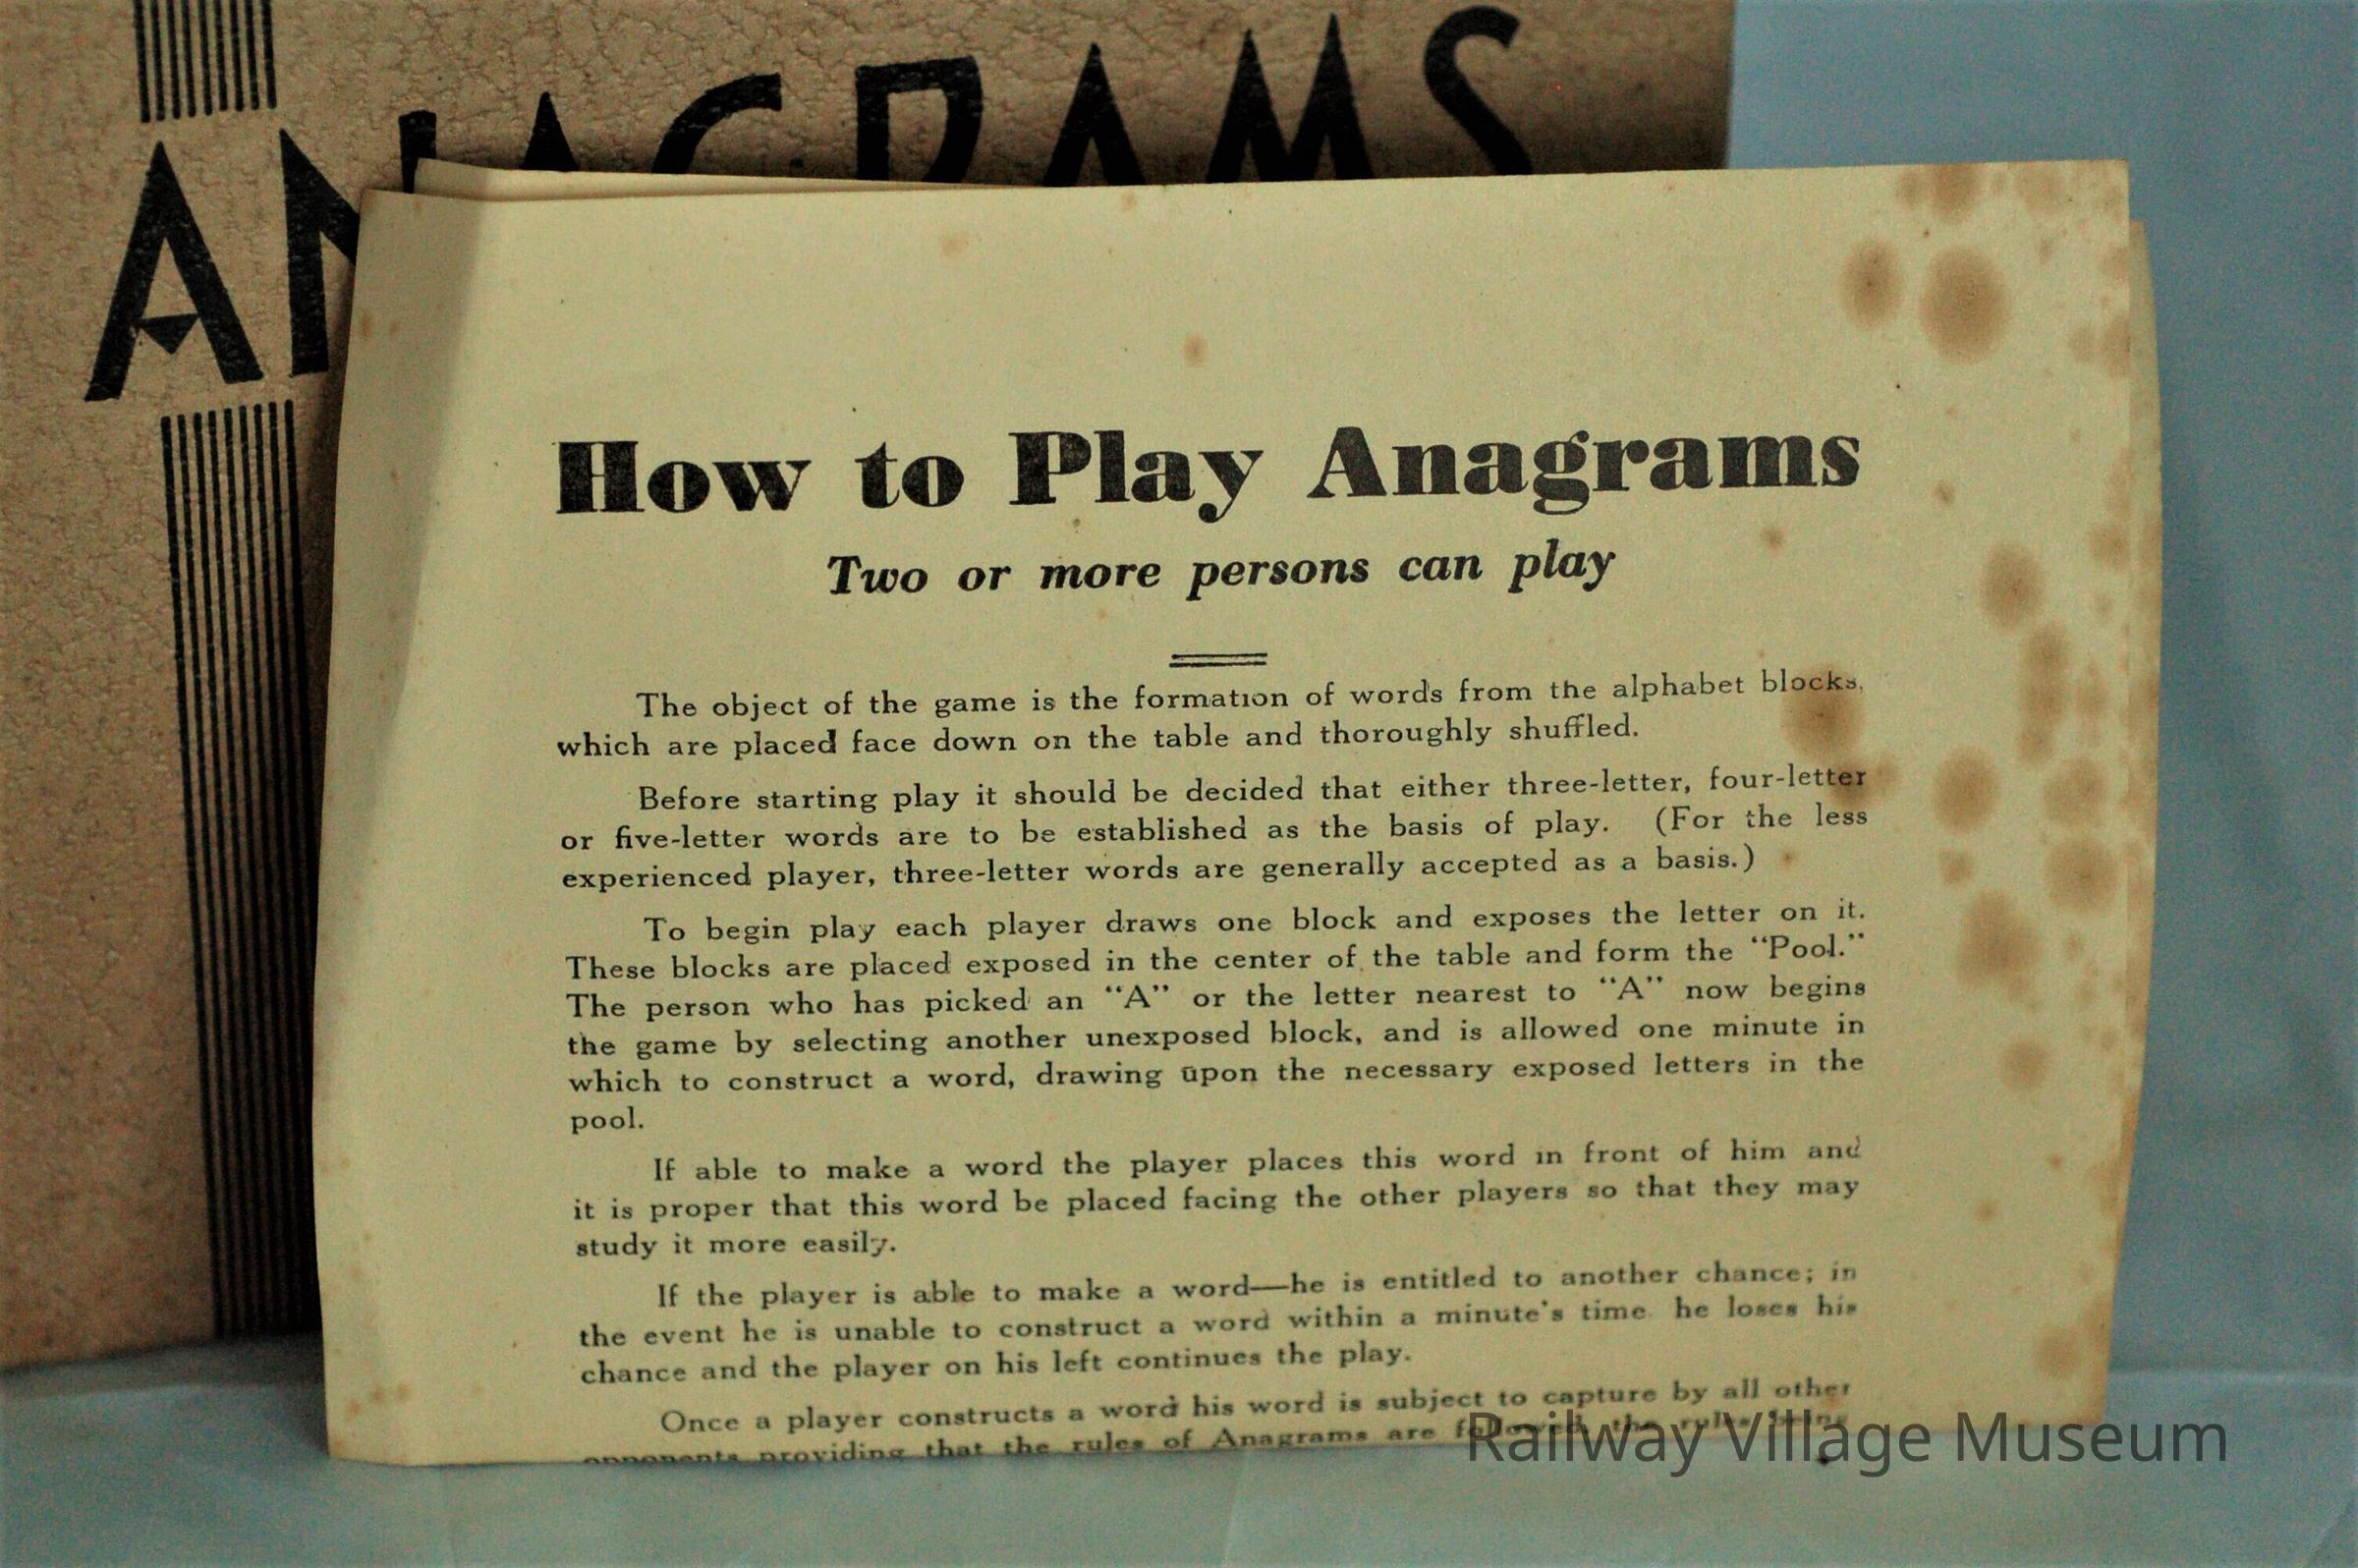 ANAGRAMS
How to Play Anagrams
Two or more persons can play
The object of the game is the formation of words from the alphabet blocks,
which are placed face down on the table and thoroughly shuffled.
Before starting play it should be decided that either three-letter, four-letter
or five-letter words are to be established as the basis of play. (For the less
experienced player, three-letter words are generally accepted as a basis.)
To begin play each player draws one block and exposes the letter on it.
These blocks are placed exposed in the center of the table and form the “Pool.”
The person who has picked an “A” or the letter nearest to “A” now begins
the game by selecting another unexposed block, and is allowed one minute in
which to construct a word, drawing upon the necessary exposed letters in the
pool.
If able to make a word the player places this word in front of him and
it is proper that this word be placed facing the other players so that they may
study it more easily.
If the player is able to make a word—he is entitled to another chance; in
the event he is unable to construct a word within a minute's time he loses his
chance and the player on his left continues the play.
Once a player constructs a word his word is subject to capture by all other
opponents providing that the rules of Anagrams are followed, the rules being
Railway Village Museum